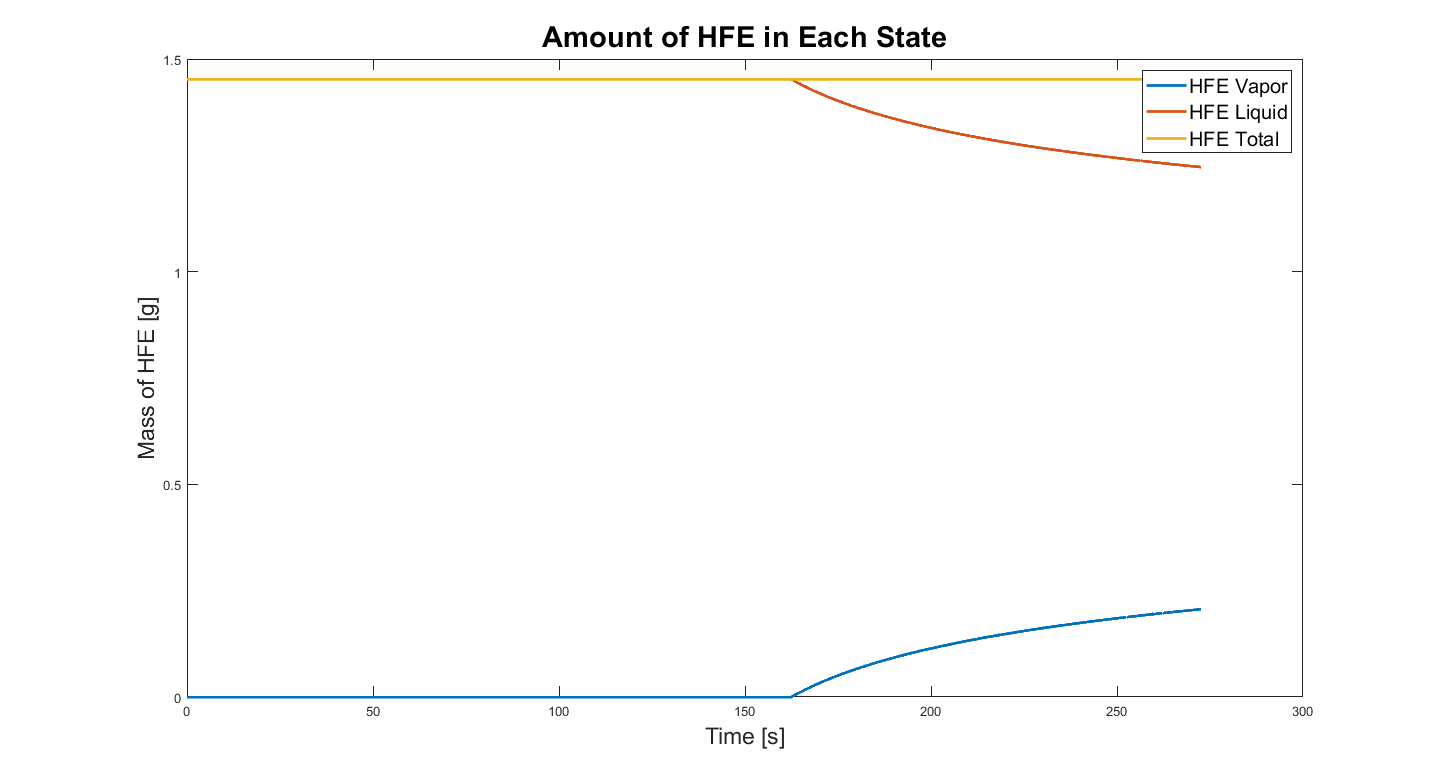 Amount of HFE in Each State
1.5
1
0.5
0
Mass of HFE [g]
HFE Vapor
HFE Liquid
HFE Total
0 50 100 150 200 250 300
Time [s]